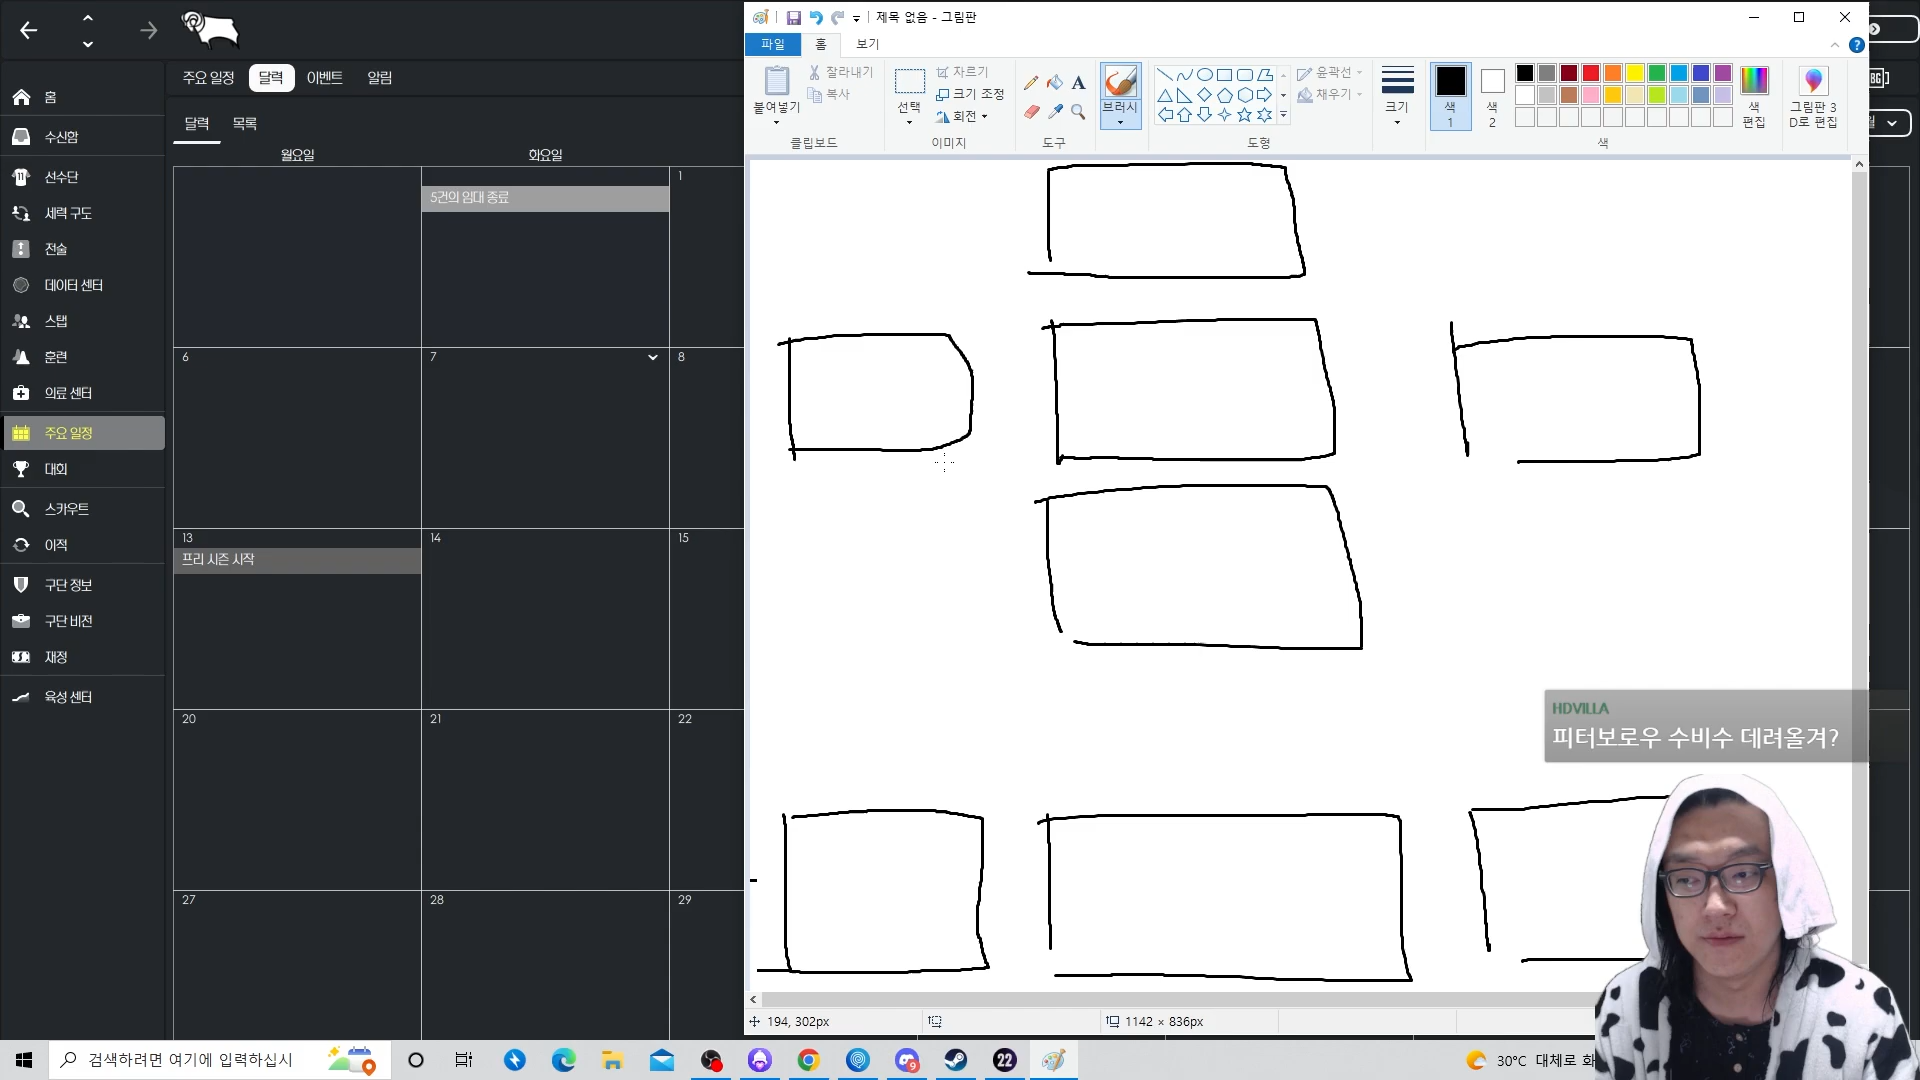 제목 없음 - 그림판
파일
홈
보기
붙여넣기
잘라내기
복사
클립보드
선택
자르기
크기 조정
회전
이미지
A
도구
브러시
윤곽선
채우기
도형
크기
색
1
색
2
색
편집
그림판 3
D로 편집
색
주요 일정
달력
이벤트
알림
달력
목록
월요일
화요일
홈
수신함
선수단
세력 구도
전술
데이터 센터
스탭
훈련
의료 센터
주요 일정
대회
스카우트
이적
구단 정보
구단 비전
재정
육성 센터
1
5건의 임대 종료
6
7
8
13
14
15
프리 시즌 시작
20
21
22
27
28
29
HDVILLA
피터보로우 수비수 데려올겨?
194, 302px
1142 × 836px
검색하려면 여기에 입력하십시
22
9
30°C 대체로